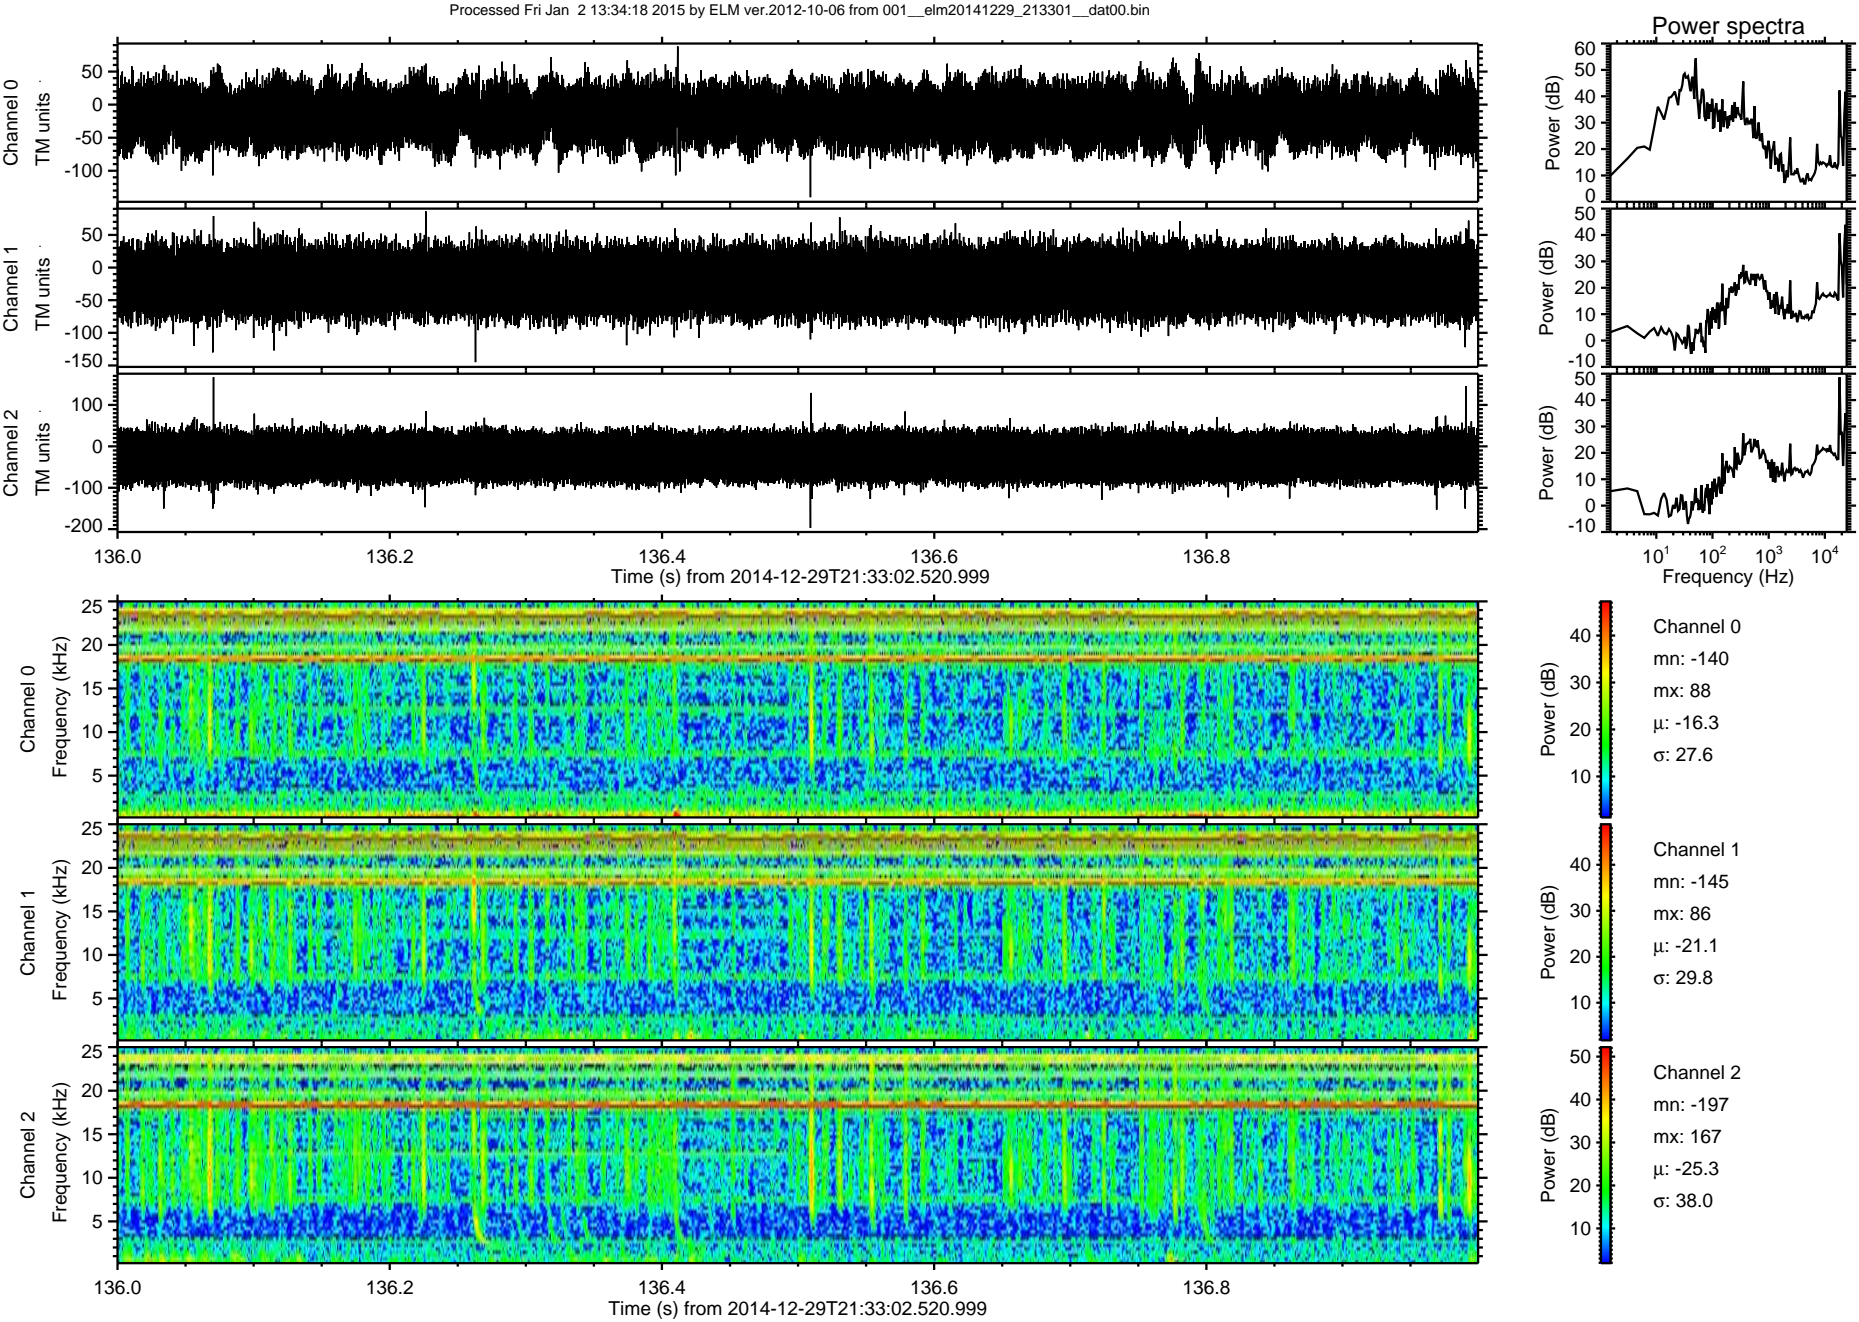 Processed Fri Jan  2 13:34:18 2015 by ELM ver.2012-10-06 from 001__elm20141229_213301__dat00.bin
Power spectra
Channel 0
TM units
50
0
-50
-100
Power (dB)
60
50
40
30
20
10
0
Channel 1
TM units
50
0
-50
-100
-150
Power (dB)
50
40
30
20
10
0
-10
Channel 2
TM units
100
0
-100
-200
Power (dB)
50
40
30
20
10
0
-10
136.0 136.2 136.4 136.6 136.8
Time (s) from 2014-12-29T21:33:02.520.999
10¹ 10² 10³ 10⁴
Frequency (Hz)
Channel 0
Frequency (kHz)
25
20
15
10
5
Power (dB)
40
30
20
10
Channel 0
mn: -140
mx: 88
μ: -16.3
σ: 27.6
Channel 1
Frequency (kHz)
25
20
15
10
5
Power (dB)
40
30
20
10
Channel 1
mn: -145
mx: 86
μ: -21.1
σ: 29.8
Channel 2
Frequency (kHz)
25
20
15
10
5
Power (dB)
50
40
30
20
10
Channel 2
mn: -197
mx: 167
μ: -25.3
σ: 38.0
136.0 136.2 136.4 136.6 136.8
Time (s) from 2014-12-29T21:33:02.520.999